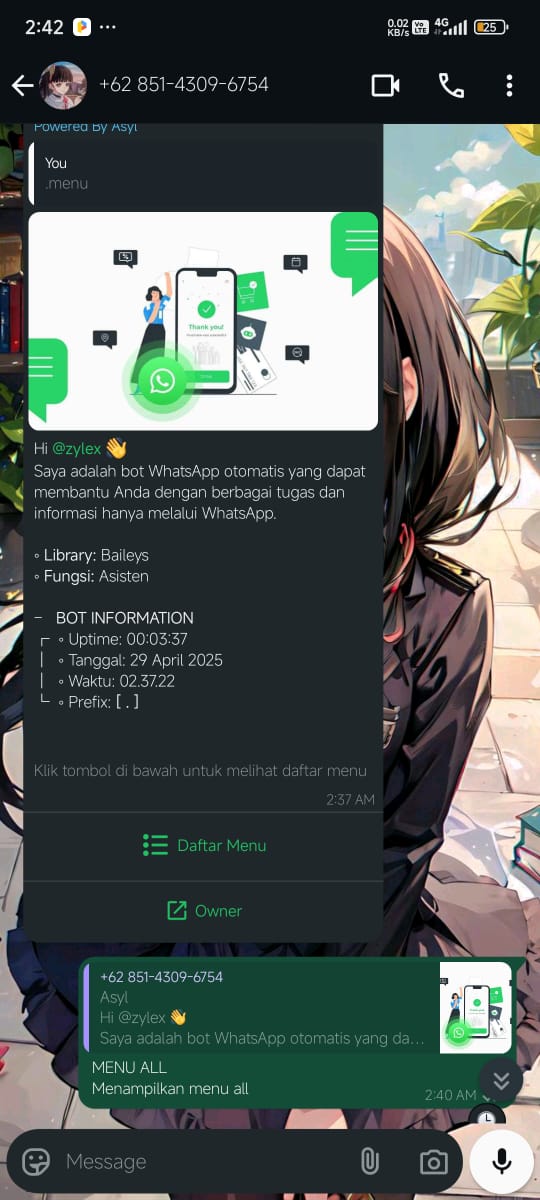 2:42
0.02 KB/s
Vo LTE
4G
25
+62 851-4309-6754
Powered By Asyl
You
.menu
Thank you!
Hi @zylex 👋
Saya adalah bot WhatsApp otomatis yang dapat
membantu Anda dengan berbagai tugas dan
informasi hanya melalui WhatsApp.
◦ Library: Baileys
◦ Fungsi: Asisten
– BOT INFORMATION
┌ ◦ Uptime: 00:03:37
│ ◦ Tanggal: 29 April 2025
│ ◦ Waktu: 02.37.22
└ ◦ Prefix: [ . ]
Klik tombol di bawah untuk melihat daftar menu
2:37 AM
Daftar Menu
Owner
+62 851-4309-6754
Asyl
Hi @zylex 👋
Saya adalah bot WhatsApp otomatis yang da...
MENU ALL
Menampilkan menu all
2:40 AM
Message